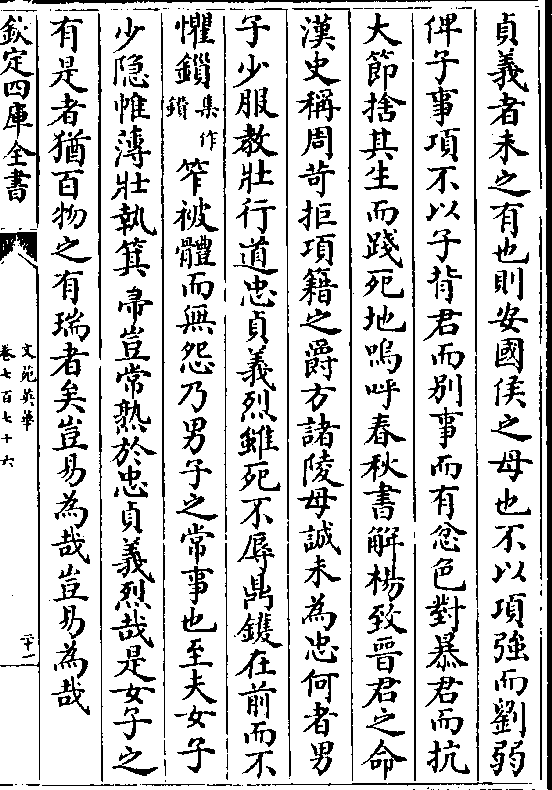 貞義者未之有也則安國侯之母也不以項強而劉弱
俾子事項不以子背君而别事而有忿色對暴君而抗
大節捨其生而踐死地嗚呼春秋書解楊致晉君之命
漢史稱周苛拒項籍之爵方諸陵母誠未為忠何者男
子少服教壯行道忠貞義烈雖死不辱鼎鑊在前而不
懼鎖集作鑕笮被體而無怨乃男子之常事也至夫女子
少隐帷薄壯執箕帚豈常熟於忠貞義烈哉是女子之
有是者猶百物之有瑞者矣豈易為哉豈易為哉
欽定四庫全書
文苑英華
卷七百七十六
二十二